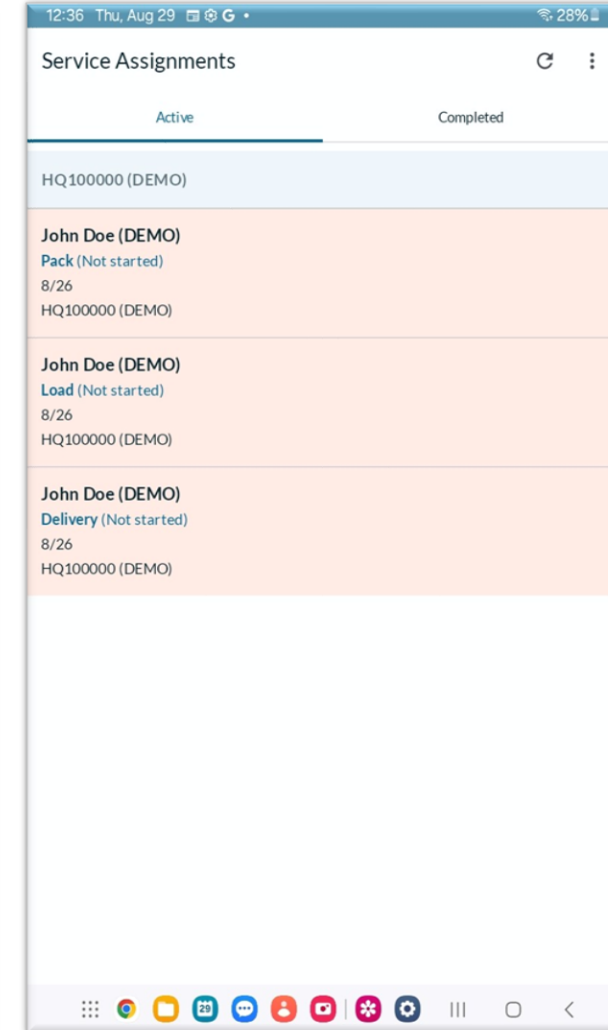 12:36 Thu, Aug 29 G • 28%
Service Assignments
Active Completed
HQ100000 (DEMO)
John Doe (DEMO)
Pack (Not started)
8/26
HQ100000 (DEMO)
John Doe (DEMO)
Load (Not started)
8/26
HQ100000 (DEMO)
John Doe (DEMO)
Delivery (Not started)
8/26
HQ100000 (DEMO)
29